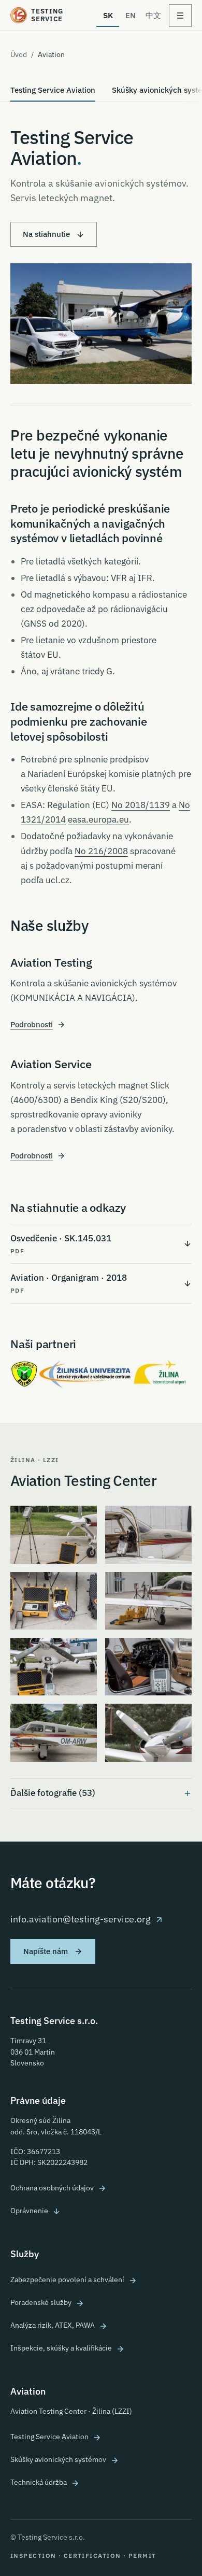 TESTING
SERVICE
SK EN 中文
Úvod / Aviation
Testing Service Aviation Skúšky avionických
Testing Service
Aviation.
Kontrola a skúšanie avionických systémov.
Servis leteckých magnet.
Na stiahnutie ↓
Pre bezpečné vykonanie
letu je nevyhnutný správne
pracujúci avionický systém
Preto je periodické preskúšanie
komunikačných a navigačných
systémov v lietadlách povinné
Pre lietadlá všetkých kategórií.
Pre lietadlá s výbavou: VFR aj IFR.
Od magnetického kompasu a rádiostanice
cez odpovedače až po rádionavigáciu
(GNSS od 2020).
Pre lietanie vo vzdušnom priestore
štátov EU.
Áno, aj vrátane triedy G.
Ide samozrejme o dôležitú
podmienku pre zachovanie
letovej spôsobilosti
Potrebné pre splnenie predpisov
a Nariadení Európskej komisie platných pre
všetky členské štáty EU.
EASA: Regulation (EC) No 2018/1139 a No
1321/2014 easa.europa.eu.
Dodatočné požiadavky na vykonávanie
údržby podľa No 216/2008 spracované
aj s požadovanými postupmi meraní
podľa ucl.cz.
Naše služby
Aviation Testing
Kontrola a skúšanie avionických systémov
(KOMUNIKÁCIA A NAVIGÁCIA).
Podrobnosti →
Aviation Service
Kontroly a servis leteckých magnet Slick
(4600/6300) a Bendix King (S20/S200),
sprostredkovanie opravy avioniky
a poradenstvo v oblasti zástavby avioniky.
Podrobnosti →
Na stiahnutie a odkazy
Osvedčenie · SK.145.031
PDF
↓
Aviation · Organigram · 2018
PDF
↓
Naši partneri
ŽILINSKÁ UNIVERZITA
Letecké výcvikové a vzdelávacie centrum
ŽILINA
International airport
ŽILINA · LZZI
Aviation Testing Center
OM-ARW
Ďalšie fotografie (53) +
Máte otázku?
info.aviation@testing-service.org ↗
Napíšte nám →
Testing Service s.r.o.
Timravy 31
036 01 Martin
Slovensko
Právne údaje
Okresný súd Žilina
odd. Sro, vložka č. 118043/L
IČO: 36677213
IČ DPH: SK2022243982
Ochrana osobných údajov →
Oprávnenie ↓
Služby
Zabezpečenie povolení a schválení →
Poradenské služby →
Analýza rizík, ATEX, PAWA →
Inšpekcie, skúšky a kvalifikácie →
Aviation
Aviation Testing Center · Žilina (LZZI)
Testing Service Aviation →
Skúšky avionických systémov →
Technická údržba →
© Testing Service s.r.o.
INSPECTION · CERTIFICATION · PERMIT